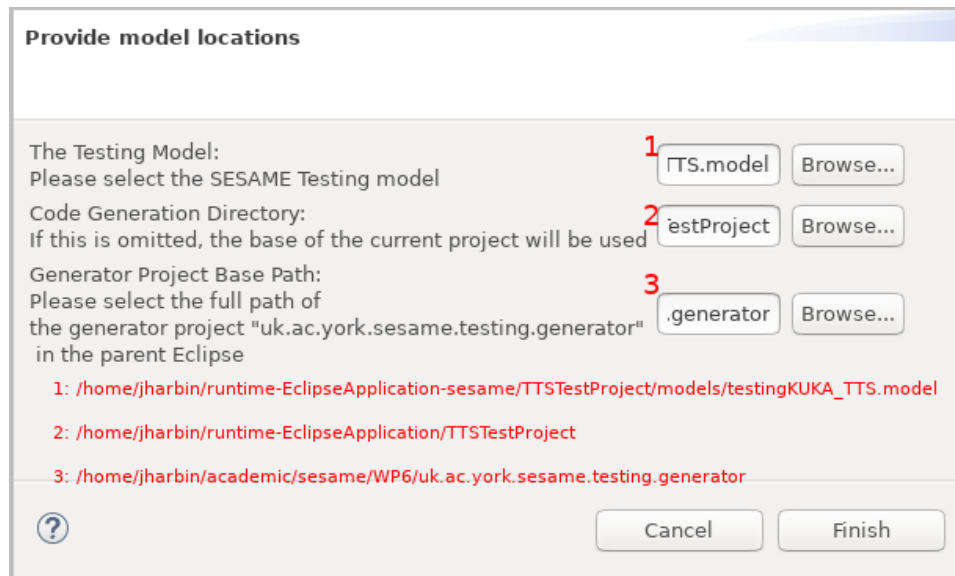 Provide model locations
The Testing Model:
1
TTS.model
Browse...
Please select the SESAME Testing model
Code Generation Directory:
2
estProject
Browse...
If this is omitted, the base of the current project will be used
Generator Project Base Path:
3
Please select the full path of
.generator
Browse...
the generator project "uk.ac.york.sesame.testing.generator"
in the parent Eclipse
1: /home/jharbin/runtime-EclipseApplication-sesame/TTSTestProject/models/testingKUKA_TTS.model
2: /home/jharbin/runtime-EclipseApplication/TTSTestProject
3: /home/jharbin/academic/sesame/WP6/uk.ac.york.sesame.testing.generator
?
Cancel
Finish